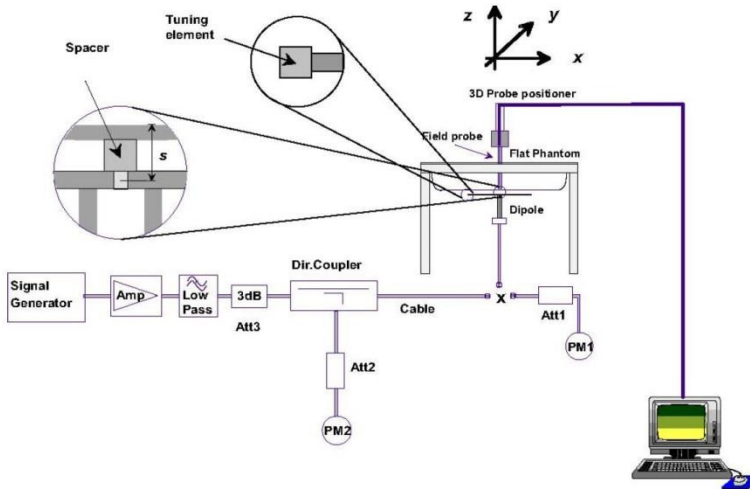 z
y
x
Tuning
element
Spacer
s
3D Probe positioner
Field probe
Flat Phantom
Dipole
Dir.Coupler
Signal
Generator
Amp
Low
Pass
3dB
Att3
Cable
x
Att1
PM1
Att2
PM2